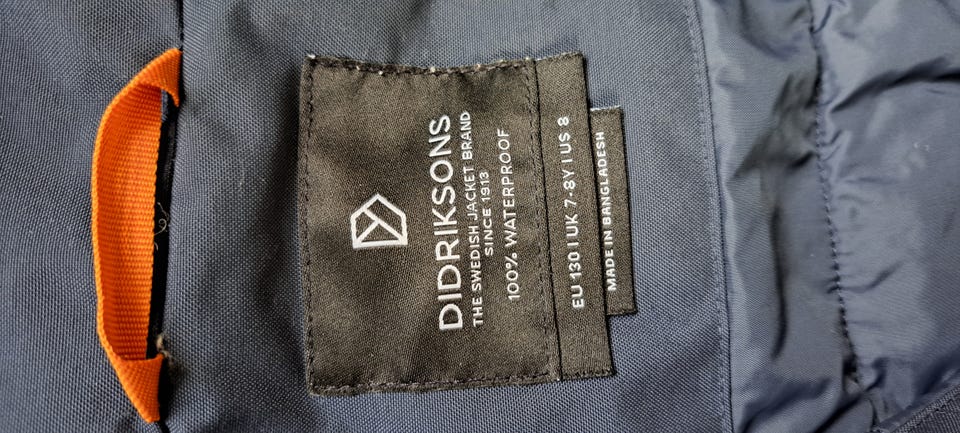 DIDRIKSONS
THE SWEDISH JACKET BRAND
SINCE 1913
100% WATERPROOF
EU 130 | UK 7-8Y | US 8
MADE IN BANGLADESH